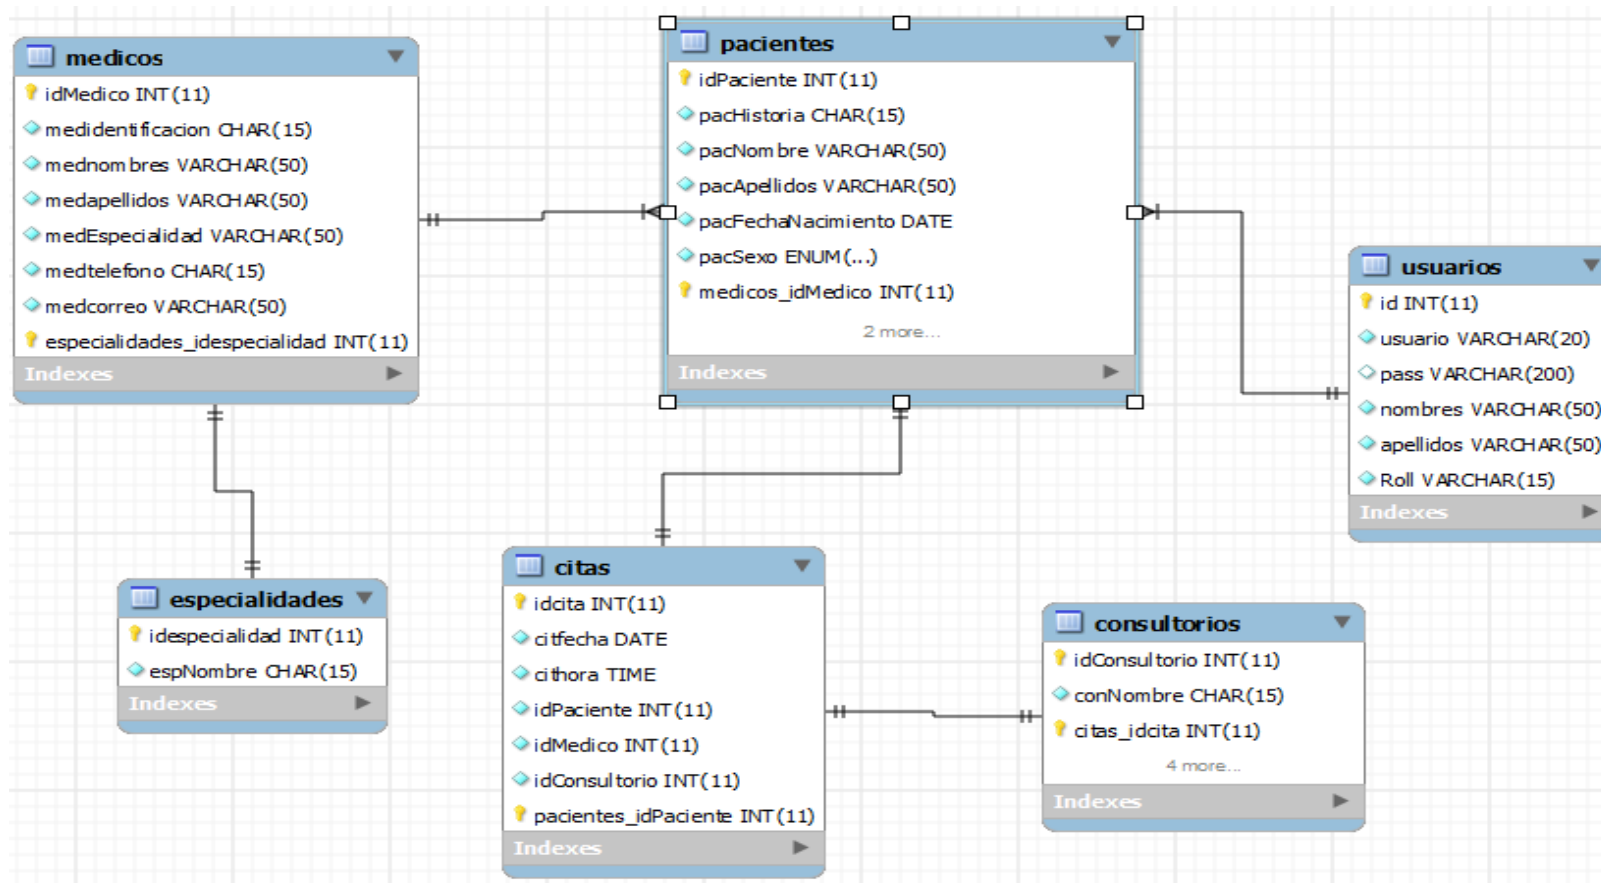 medicos
idMedico INT(11)
medidentificacion CHAR(15)
mednombres VARCHAR(50)
medapellidos VARCHAR(50)
medEspecialidad VARCHAR(50)
medtelefono CHAR(15)
medcorreo VARCHAR(50)
especialidades_idespecialidad INT(11)
Indexes
pacientes
idPaciente INT(11)
pacHistoria CHAR(15)
pacNombre VARCHAR(50)
pacApellidos VARCHAR(50)
pacFechaNacimiento DATE
pacSexo ENUM(...)
medicos_idMedico INT(11)
2 more...
Indexes
usuarios
id INT(11)
usuario VARCHAR(20)
pass VARCHAR(200)
nombres VARCHAR(50)
apellidos VARCHAR(50)
Roll VARCHAR(15)
Indexes
especialidades
idespecialidad INT(11)
espNombre CHAR(15)
Indexes
citas
idcita INT(11)
citfecha DATE
cithora TIME
idPaciente INT(11)
idMedico INT(11)
idConsultorio INT(11)
pacientes_idPaciente INT(11)
Indexes
consultorios
idConsultorio INT(11)
conNombre CHAR(15)
citas_idcita INT(11)
4 more...
Indexes